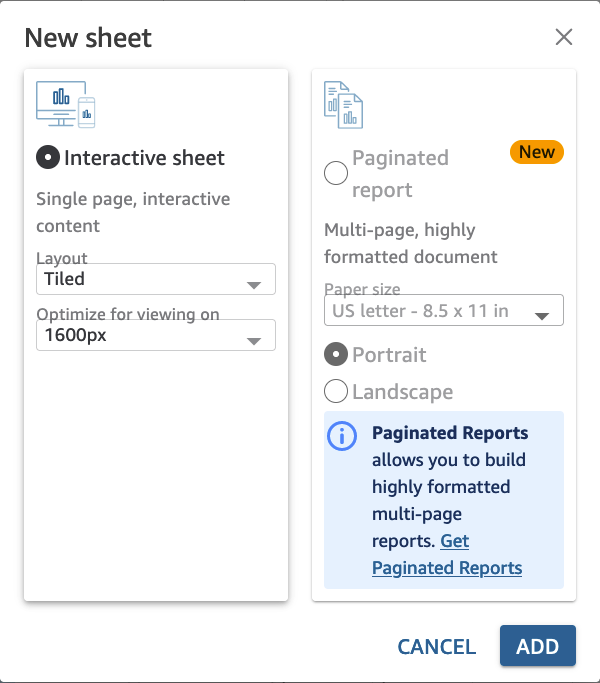 New sheet
Interactive sheet
Single page, interactive
content
Layout
Tiled
Optimize for viewing on
1600px
New
Paginated
report
Multi-page, highly
formatted document
Paper size
US letter - 8.5 x 11 in
Portrait
Landscape
Paginated Reports
allows you to build
highly formatted
multi-page
reports. Get
Paginated Reports
CANCEL
ADD